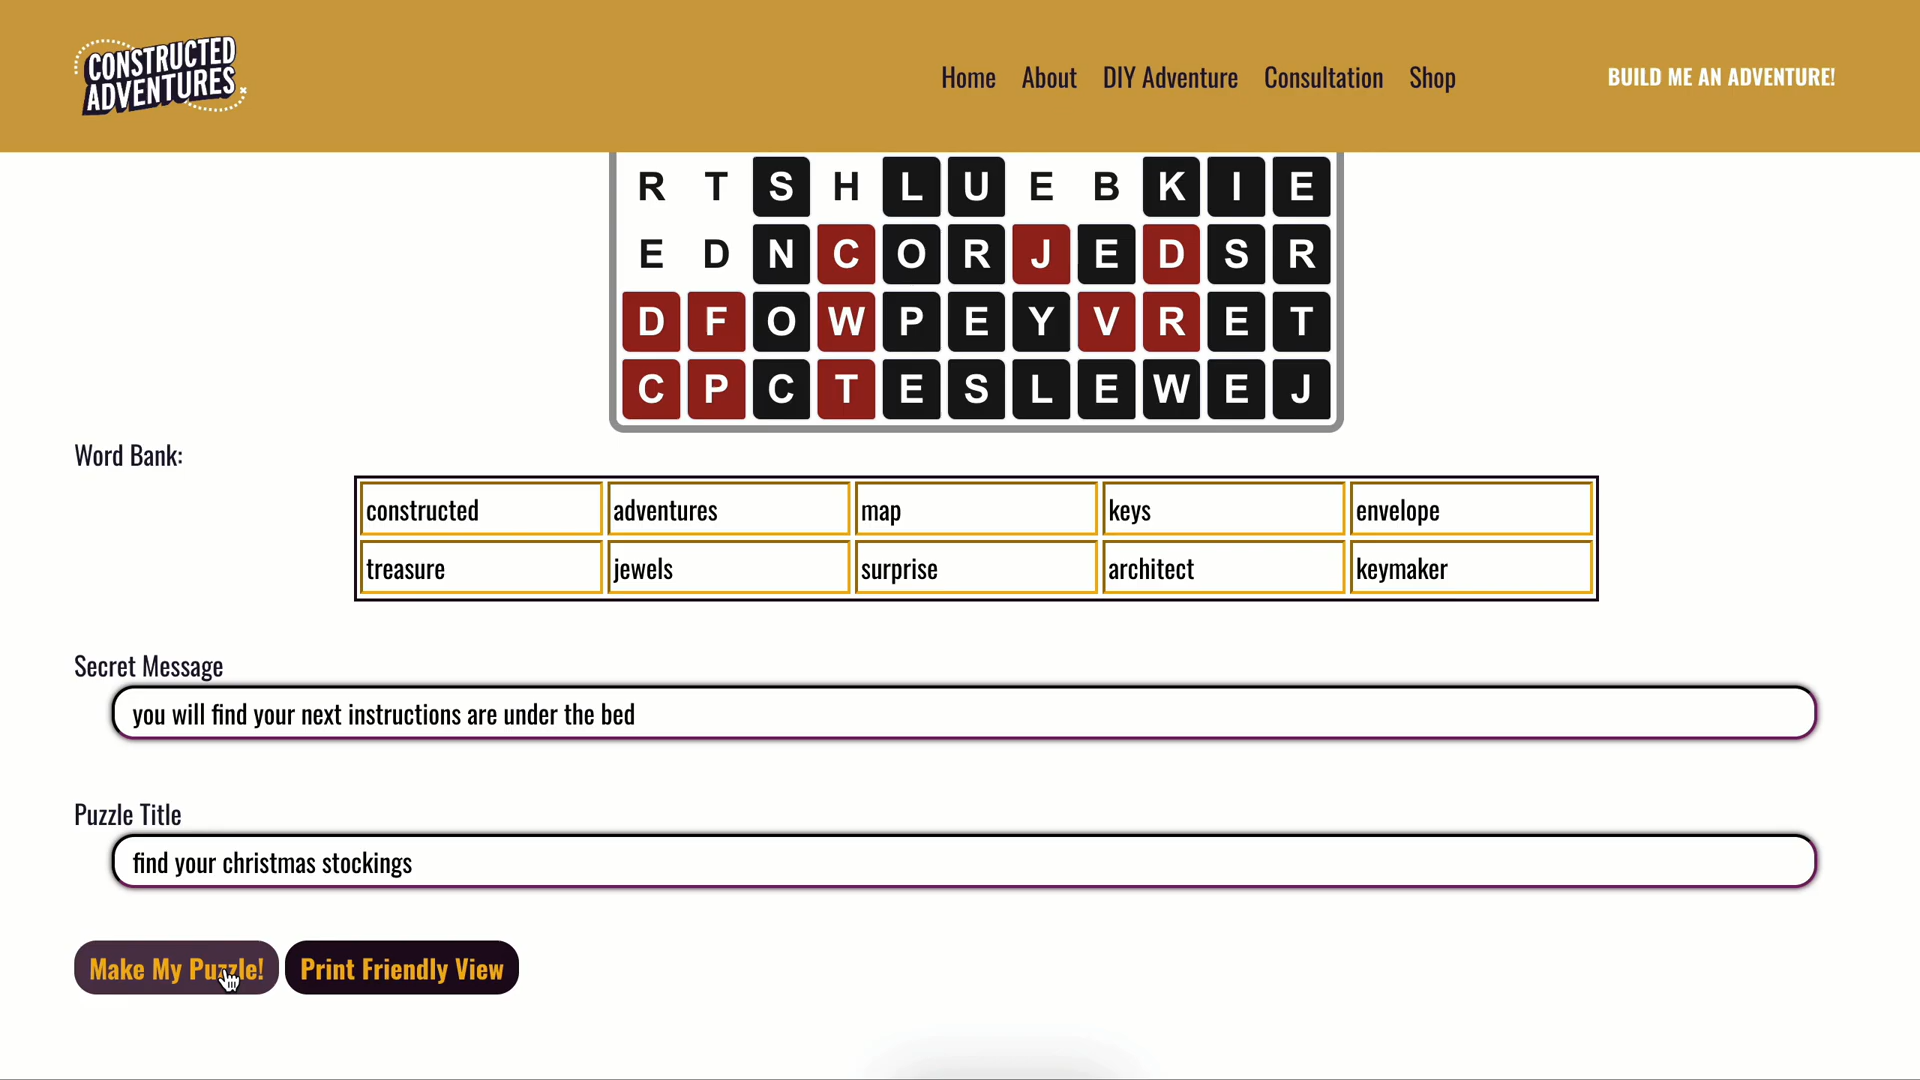 CONSTRUCTED
ADVENTURES
Home About DIY Adventure Consultation Shop BUILD ME AN ADVENTURE!
R T S H L U E B K I E
E D N C O R J E D S R
D F O W P E Y V R E T
C P C T E S L E W E J
Word Bank:
constructed adventures map keys envelope
treasure jewels surprise architect keymaker
Secret Message
you will find your next instructions are under the bed
Puzzle Title
find your christmas stockings
Make My Puzzle! Print Friendly View